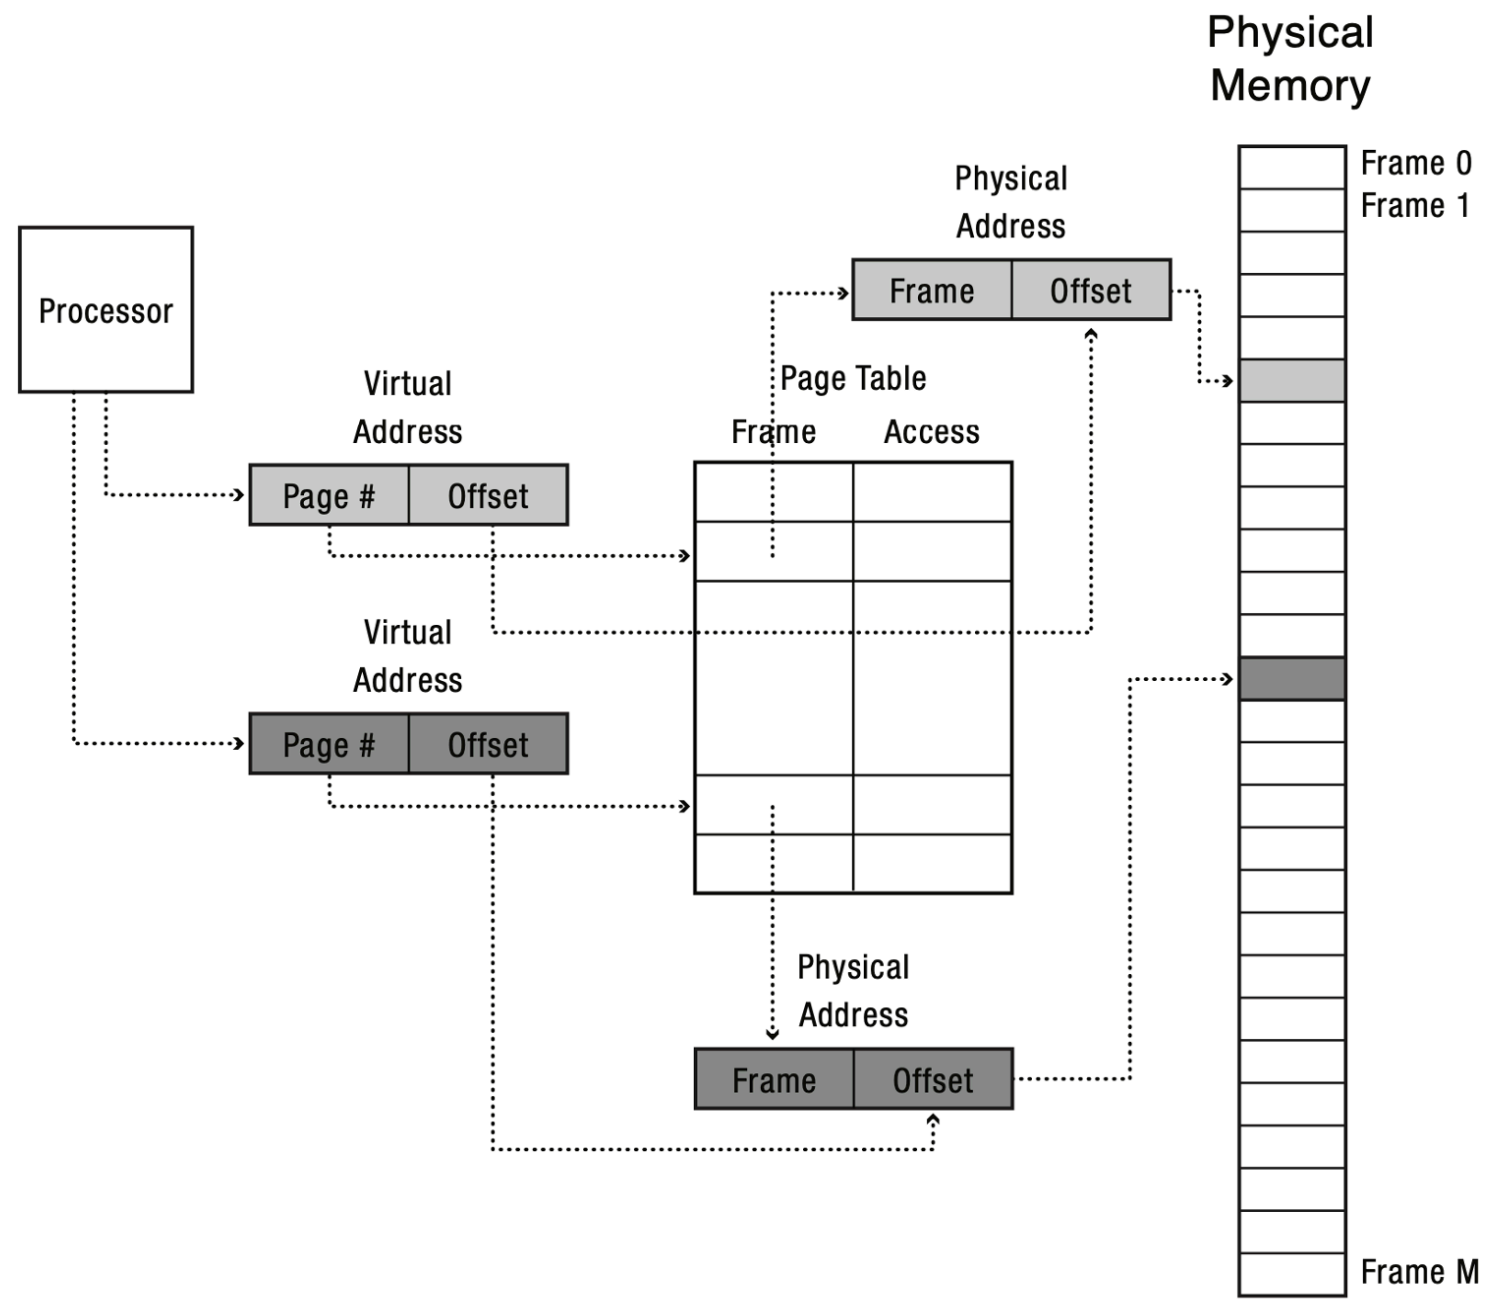 Physical
Memory
Frame 0
Frame 1
Physical
Address
Frame Offset
Processor
Virtual
Address
Page # Offset
Page Table
Frame Access
Virtual
Address
Page # Offset
Physical
Address
Frame Offset
Frame M